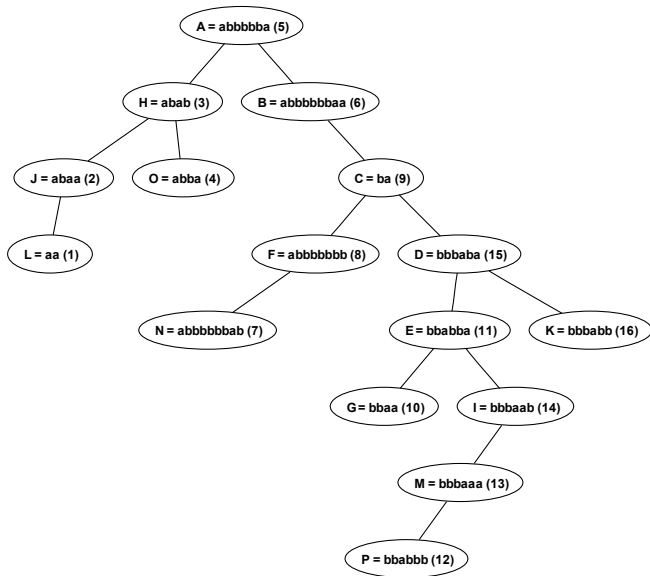 A = abbbbba (5)
H = abab (3)
B = abbbbbbaa (6)
J = abaa (2)
O = abba (4)
C = ba (9)
L = aa (1)
F = abbbbbbb (8)
D = bbbaba (15)
N = abbbbbbab (7)
E = bbabba (11)
K = bbbabb (16)
G = bbaa (10)
I = bbbaab (14)
M = bbbaaa (13)
P = bbabbb (12)